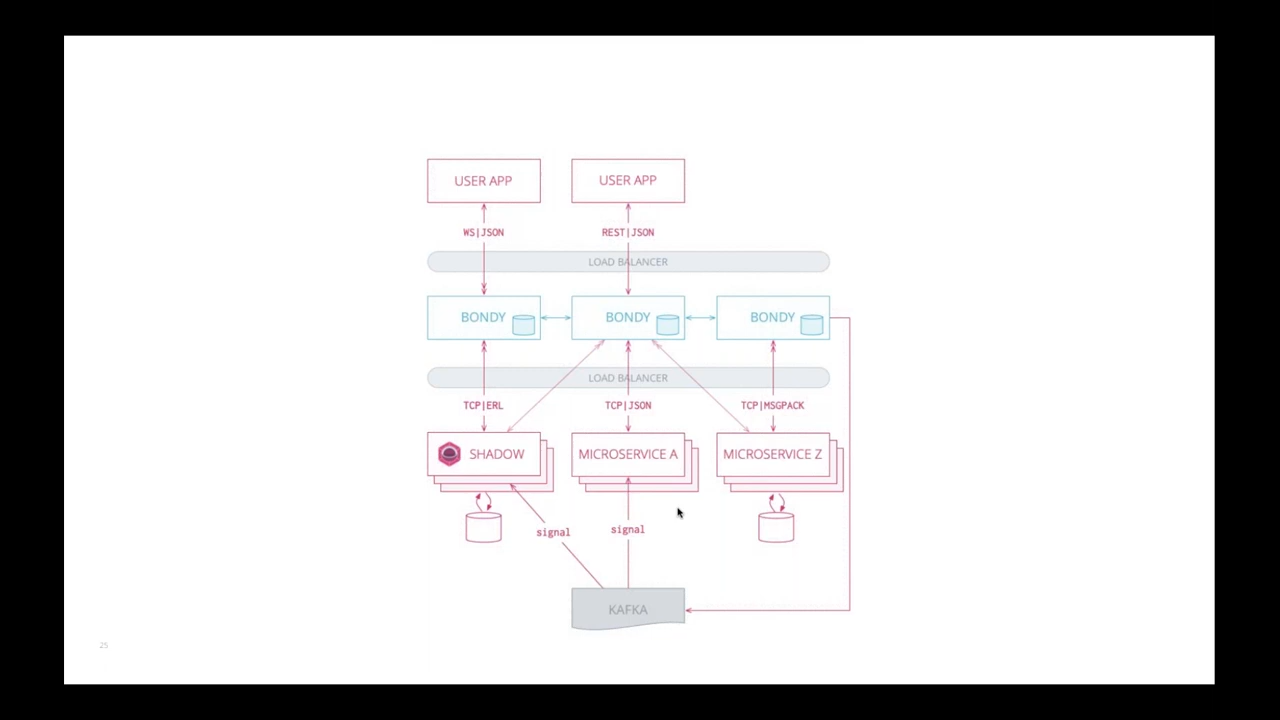 USER APP
USER APP
WS|JSON
REST|JSON
LOAD BALANCER
BONDY
BONDY
BONDY
LOAD BALANCER
TCP|ERL
TCP|JSON
TCP|MSGPACK
SHADOW
MICROSERVICE A
MICROSERVICE Z
signal
signal
KAFKA
25